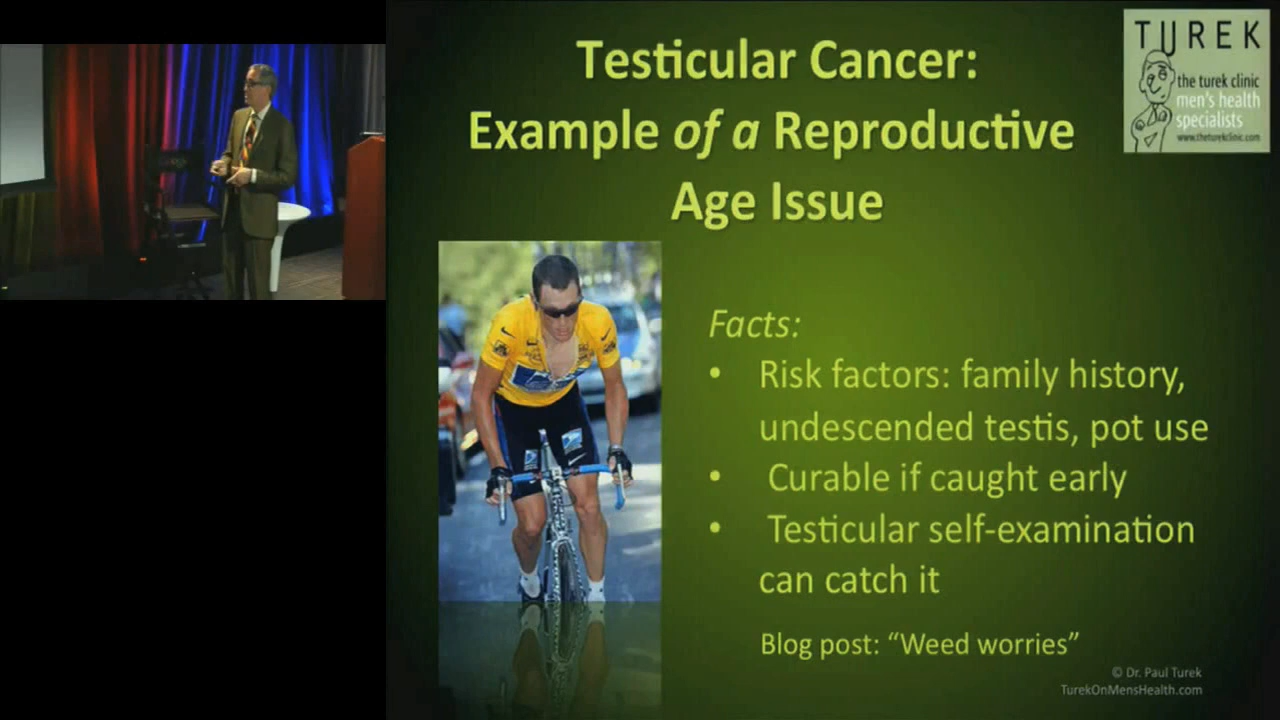 Testicular Cancer:
Example of a Reproductive
Age Issue
TUREK
the turek clinic
men's health
specialists
www.theturekclinic.com
Facts:
• Risk factors: family history,
undescended testis, pot use
• Curable if caught early
• Testicular self-examination
can catch it
Blog post: “Weed worries”
© Dr. Paul Turek
TurekOnMensHealth.com